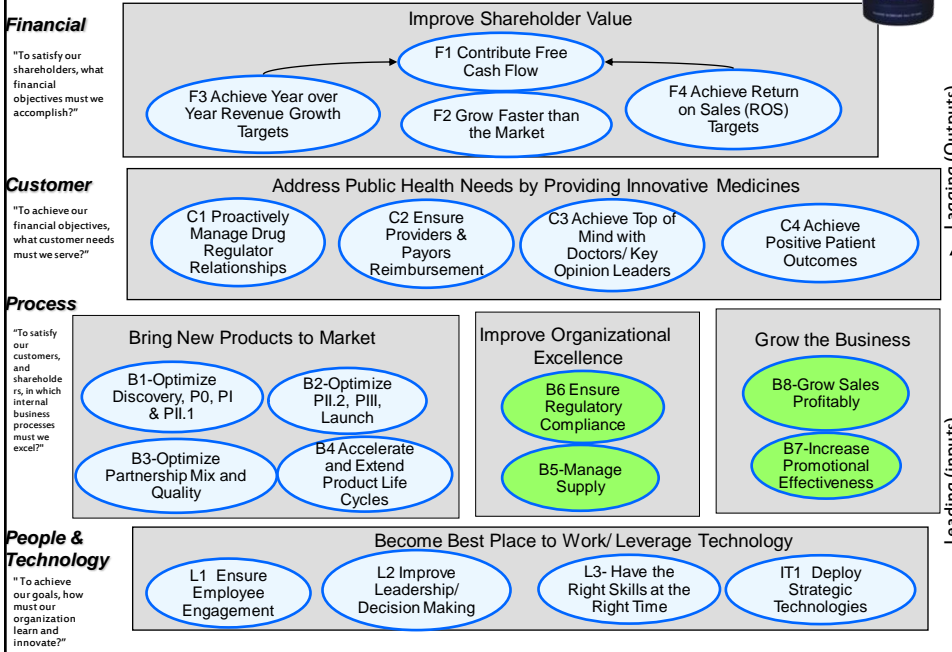 Financial
"To satisfy our
shareholders, what
financial
objectives must we
accomplish?"
Improve Shareholder Value
F1 Contribute Free
Cash Flow
F3 Achieve Year over
Year Revenue Growth
Targets
F2 Grow Faster than
the Market
F4 Achieve Return
on Sales (ROS)
Targets
Customer
"To achieve our
financial objectives,
what customer needs
must we serve?"
Address Public Health Needs by Providing Innovative Medicines
C1 Proactively
Manage Drug
Regulator
Relationships
C2 Ensure
Providers &
Payors
Reimbursement
C3 Achieve Top of
Mind with
Doctors/ Key
Opinion Leaders
C4 Achieve
Positive Patient
Outcomes
Lagging (Outputs)
Process
"To satisfy
our
customers,
and
shareholde
rs, in which
internal
business
processes
must we
excel?"
Bring New Products to Market
B1-Optimize
Discovery, P0, PI
& PII.1
B2-Optimize
PII.2, PIII,
Launch
B3-Optimize
Partnership Mix and
Quality
B4 Accelerate
and Extend
Product Life
Cycles
Improve Organizational
Excellence
B6 Ensure
Regulatory
Compliance
B5-Manage
Supply
Grow the Business
B8-Grow Sales
Profitably
B7-Increase
Promotional
Effectiveness
Leading (inputs)
People &
Technology
" To achieve
our goals, how
must our
organization
learn and
innovate?"
Become Best Place to Work/ Leverage Technology
L1 Ensure
Employee
Engagement
L2 Improve
Leadership/
Decision Making
L3- Have the
Right Skills at the
Right Time
IT1 Deploy
Strategic
Technologies